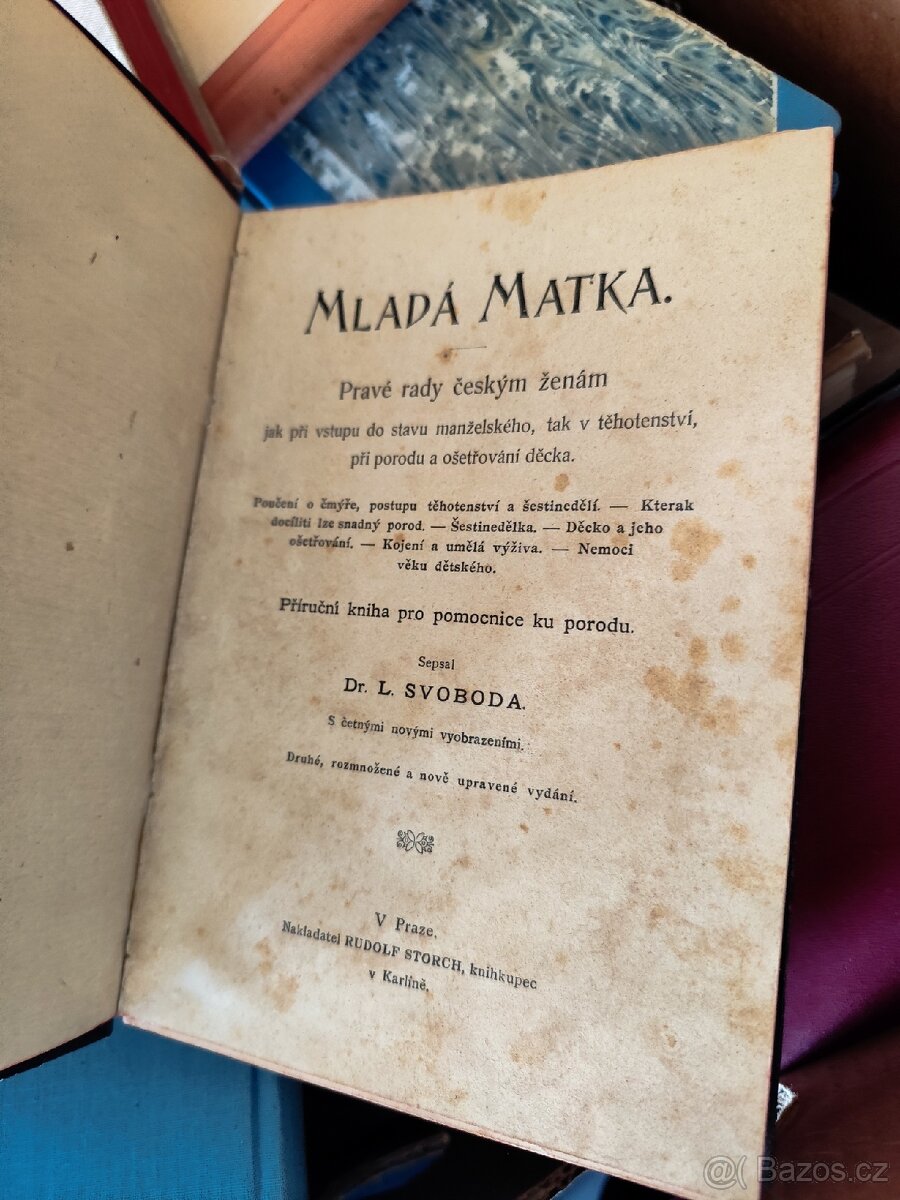 MLADÁ MATKA.
Pravé rady českým ženám
jak při vstupu do stavu manželského, tak v těhotenství,
při porodu a ošetřování děcka.
Poučení o čmýře, postupu těhotenství a šestinedělí. — Kterak
docíliti lze snadný porod. — Šestinedělka. — Děcko a jeho
ošetřování. — Kojení a umělá výživa. — Nemoci
věku dětského.
Příruční kniha pro pomocnice ku porodu.
Sepsal
Dr. L. SVOBODA.
S četnými novými vyobrazeními.
Druhé, rozmnožené a nově upravené vydání.
V Praze.
Nakladatel RUDOLF STORCH, knihkupec
v Karlíně.
@( Bazos.cz